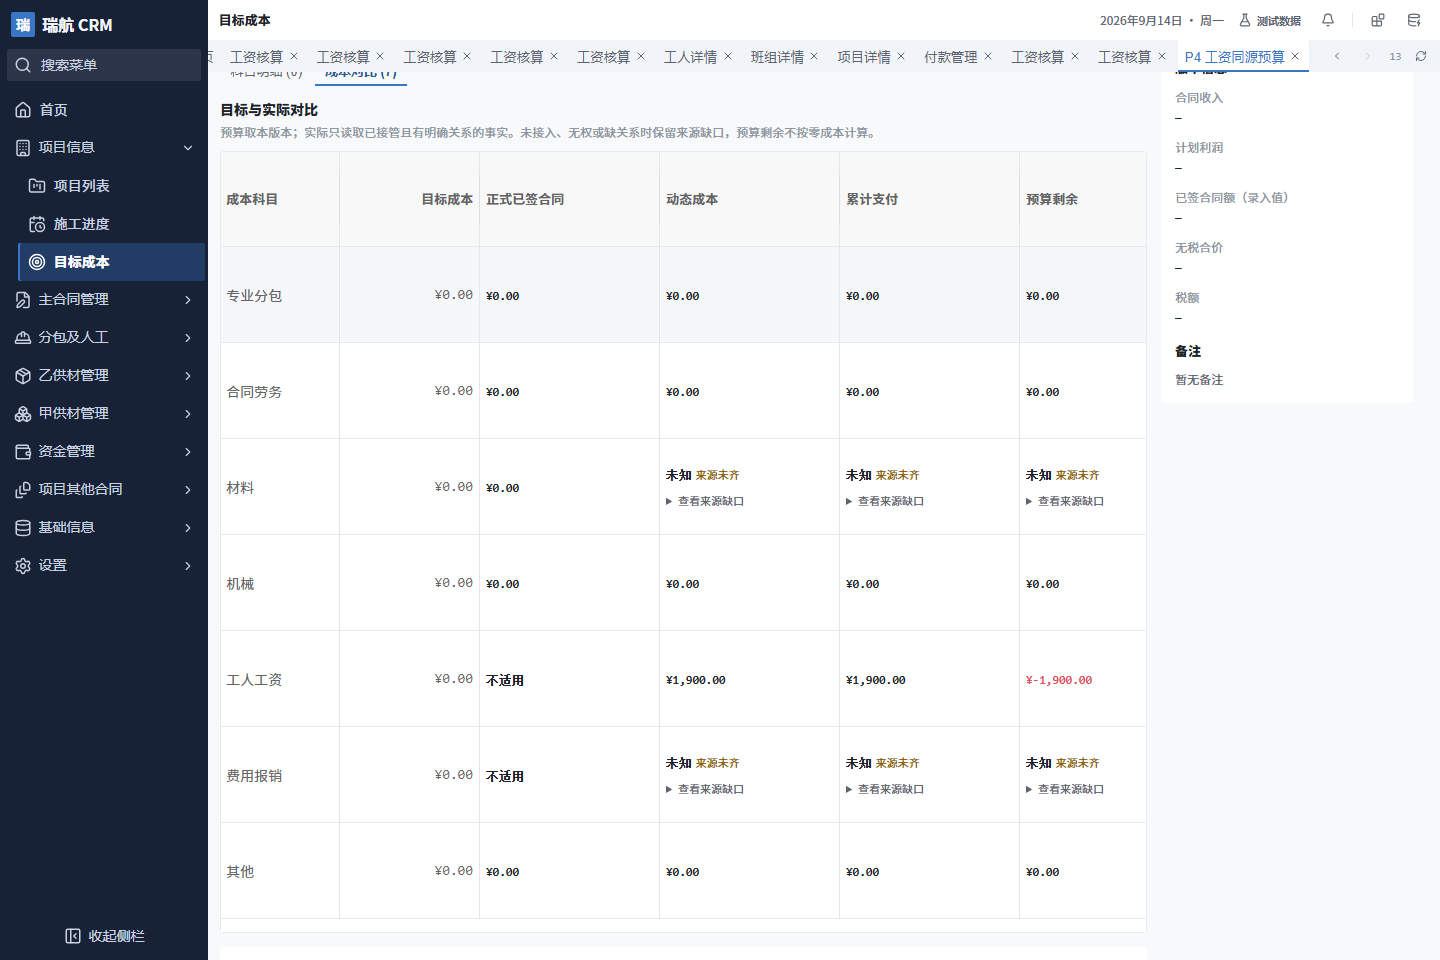 瑞 瑞航 CRM
搜索菜单
首页
项目信息
项目列表
施工进度
目标成本
主合同管理
分包及人工
乙供材管理
甲供材管理
资金管理
项目其他合同
基础信息
设置
收起侧栏
目标成本
2026年9月14日 · 周一 测试数据
工资核算 工资核算 工资核算 工资核算 工资核算 工人详情 班组详情 项目详情 付款管理 工资核算 工资核算 P4 工资同源预算 13
科目明细 (0) 成本对比 (7)
目标与实际对比
预算取本版本；实际只读取已接管且有明确关系的事实。未接入、无权或缺关系时保留来源缺口，预算剩余不按零成本计算。
成本科目 目标成本 正式已签合同 动态成本 累计支付 预算剩余
专业分包 ¥0.00 ¥0.00 ¥0.00 ¥0.00 ¥0.00
合同劳务 ¥0.00 ¥0.00 ¥0.00 ¥0.00 ¥0.00
材料 ¥0.00 ¥0.00 未知 来源未齐 未知 来源未齐 未知 来源未齐
查看来源缺口 查看来源缺口 查看来源缺口
机械 ¥0.00 ¥0.00 ¥0.00 ¥0.00 ¥0.00
工人工资 ¥0.00 不适用 ¥1,900.00 ¥1,900.00 ¥-1,900.00
费用报销 ¥0.00 不适用 未知 来源未齐 未知 来源未齐 未知 来源未齐
查看来源缺口 查看来源缺口 查看来源缺口
其他 ¥0.00 ¥0.00 ¥0.00 ¥0.00 ¥0.00
合同收入
–
计划利润
–
已签合同额（录入值）
–
无税合价
–
税额
–
备注
暂无备注